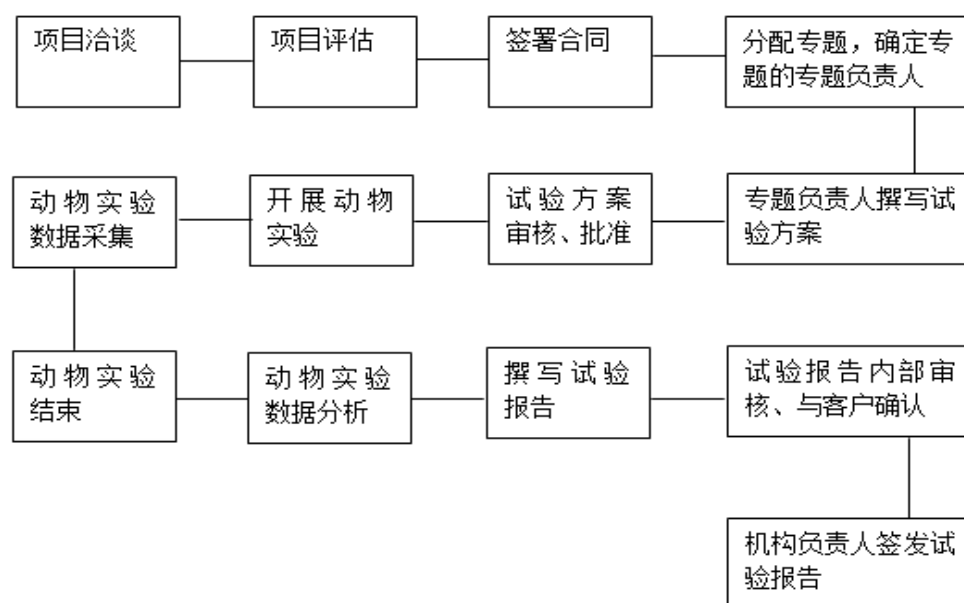 项目洽谈
项目评估
签署合同
分配专题，确定专
题的专题负责人
动物实验
数据采集
开展动物
实验
试验方案
审核、批准
专题负责人撰写试
验方案
动物实验
结束
动物实验
数据分析
撰写试验
报告
试验报告内部审
核、与客户确认
机构负责人签发试
验报告